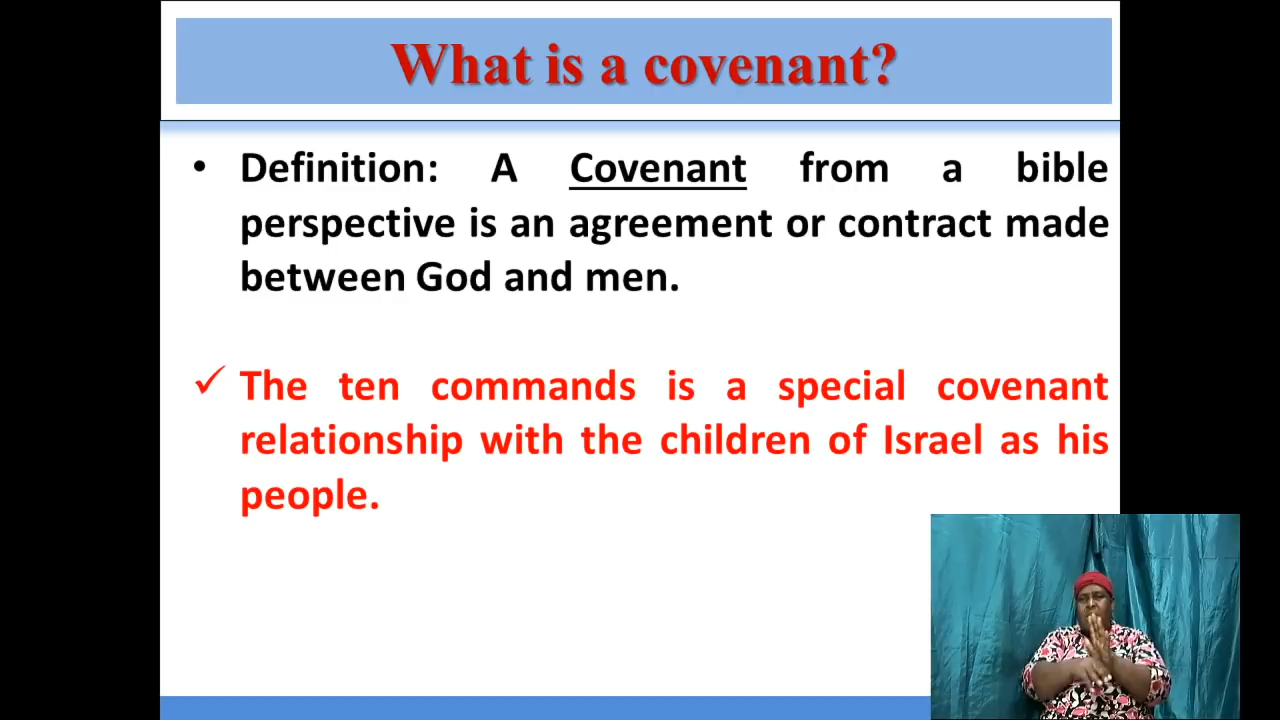 What is a covenant?
• Definition: A Covenant from a bible
perspective is an agreement or contract made
between God and men.
✓ The ten commands is a special covenant
relationship with the children of Israel as his
people.